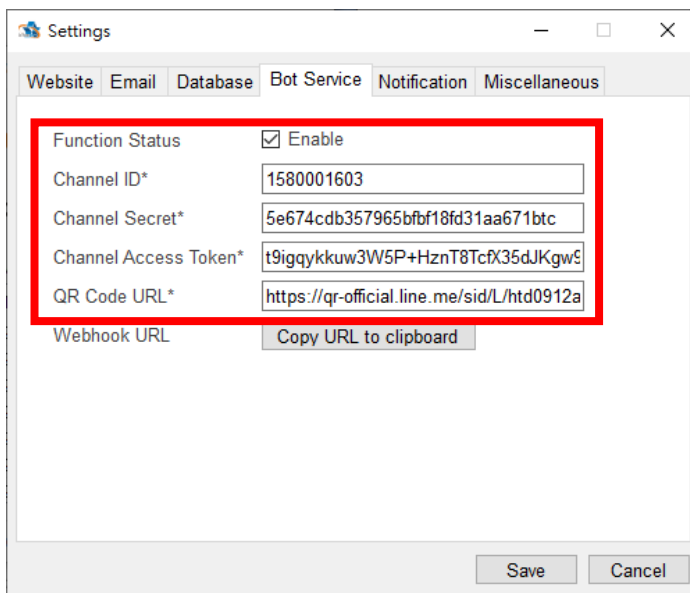 Settings
Website Email Database Bot Service Notification Miscellaneous
Function Status Enable
Channel ID* 1580001603
Channel Secret* 5e674cdb357965bfbf18fd31aa671btc
Channel Access Token* t9igqykkuw3W5P+HznT8TcfX35dJKgw9
QR Code URL* https://qr-official.line.me/sid/L/htd0912a
Webhook URL Copy URL to clipboard
Save Cancel